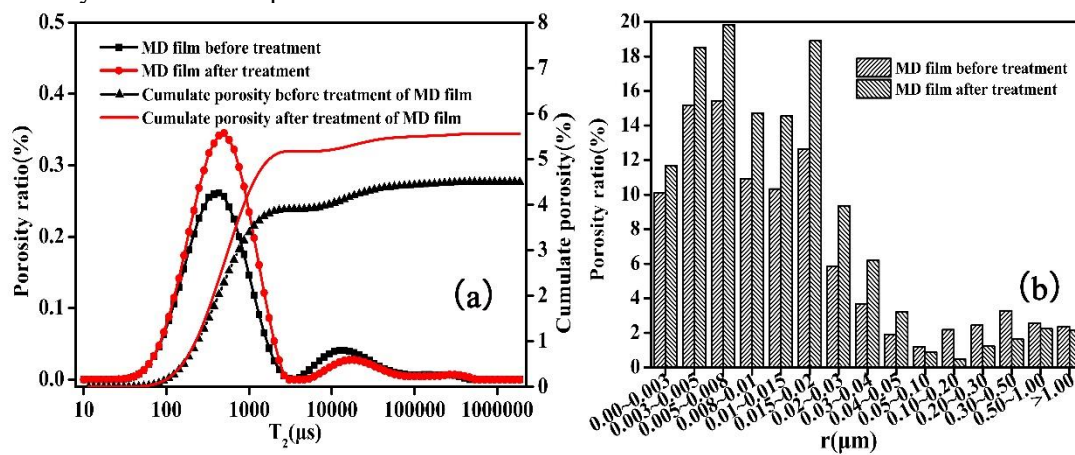 0.5
0.4
0.3
0.2
0.1
0.0
Porosity ratio(%)
MD film before treatment
MD film after treatment
Cumulate porosity before treatment of MD film
Cumulate porosity after treatment of MD film
(a)
8
7
6
5
4
3
2
1
0
Cumulate porosity(%)
10 100 1000 10000 100000 1000000
T2(μs)
20
18
16
14
12
10
8
6
4
2
0
Porosity ratio(%)
MD film before treatment
MD film after treatment
(b)
0.00~0.003
0.003~0.005
0.005~0.008
0.008~0.01
0.01~0.015
0.015~0.02
0.02~0.03
0.03~0.04
0.04~0.05
0.05~0.10
0.10~0.20
0.20~0.30
0.30~0.50
0.50~1.00
>1.00
r(μm)